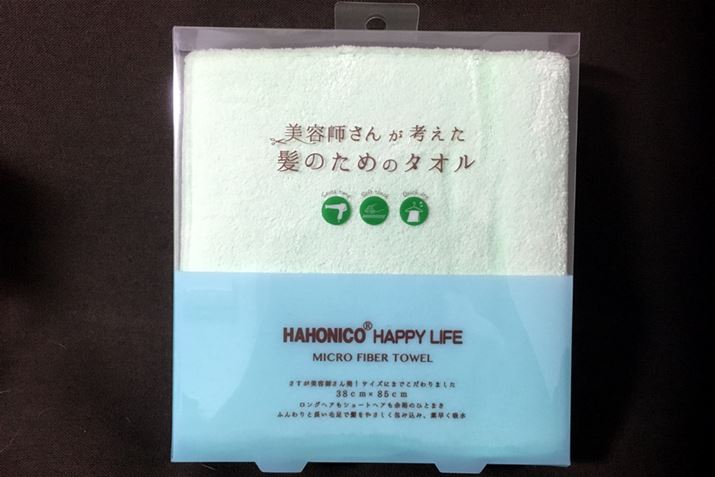 美容師さんが考えた
髪のためのタオル
Quick dry
HAHONICO® HAPPY LIFE
MICRO FIBER TOWEL
さすが美容師さん発!サイズにまでこだわりました
38cm×85cm
ロングヘアもショートヘアも余裕のひとまき
ふんわりと長い毛足で髪をやさしく包み込み、素早く吸水